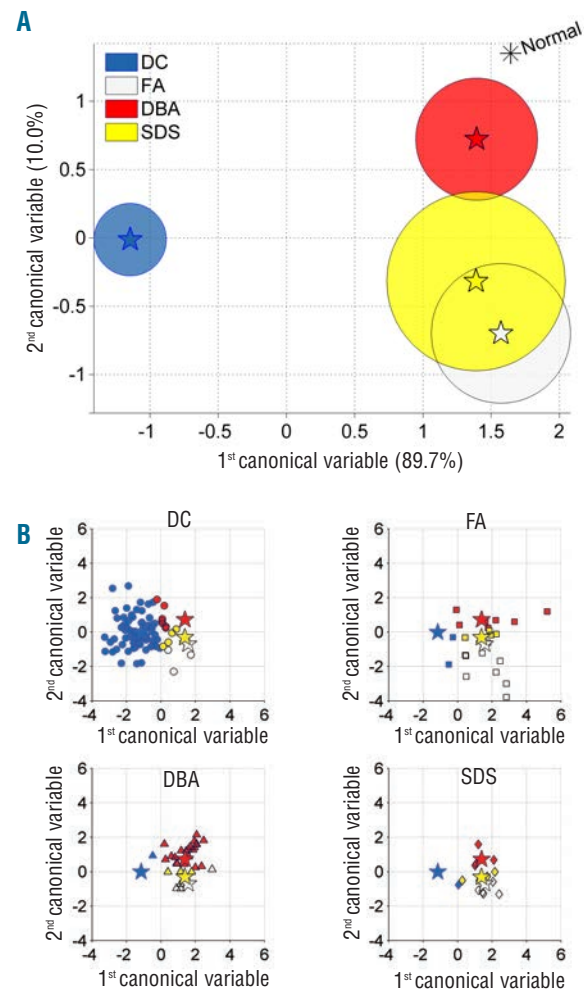 A
Normal
DC
FA
DBA
SDS
2nd canonical variable (10.0%)
1
0.5
0
-0.5
-1
-1 -0.5 0 0.5 1 1.5 2
1st canonical variable (89.7%)
B
DC
2nd canonical variable
6
4
2
0
-2
-4
-4 -2 0 2 4 6
1st canonical variable
FA
2nd canonical variable
6
4
2
0
-2
-4
-4 -2 0 2 4 6
1st canonical variable
DBA
2nd canonical variable
6
4
2
0
-2
-4
-4 -2 0 2 4 6
1st canonical variable
SDS
2nd canonical variable
6
4
2
0
-2
-4
-4 -2 0 2 4 6
1st canonical variable